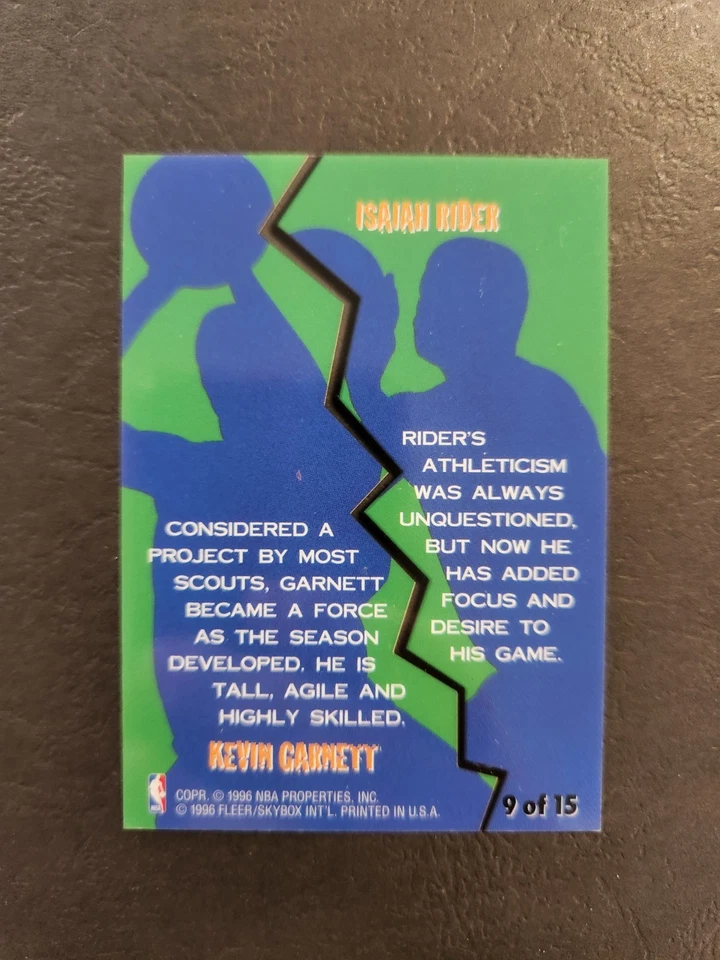 ISAIAH RIDER
RIDER'S
ATHLETICISM
WAS ALWAYS
UNQUESTIONED,
BUT NOW HE
HAS ADDED
FOCUS AND
DESIRE TO
HIS GAME.
CONSIDERED A
PROJECT BY MOST
SCOUTS, GARNETT
BECAME A FORCE
AS THE SEASON
DEVELOPED. HE IS
TALL, AGILE AND
HIGHLY SKILLED.
KEVIN GARNETT
COPR. © 1996 NBA PROPERTIES, INC.
© 1996 FLEER/SKYBOX INT'L. PRINTED IN U.S.A.
9 of 15